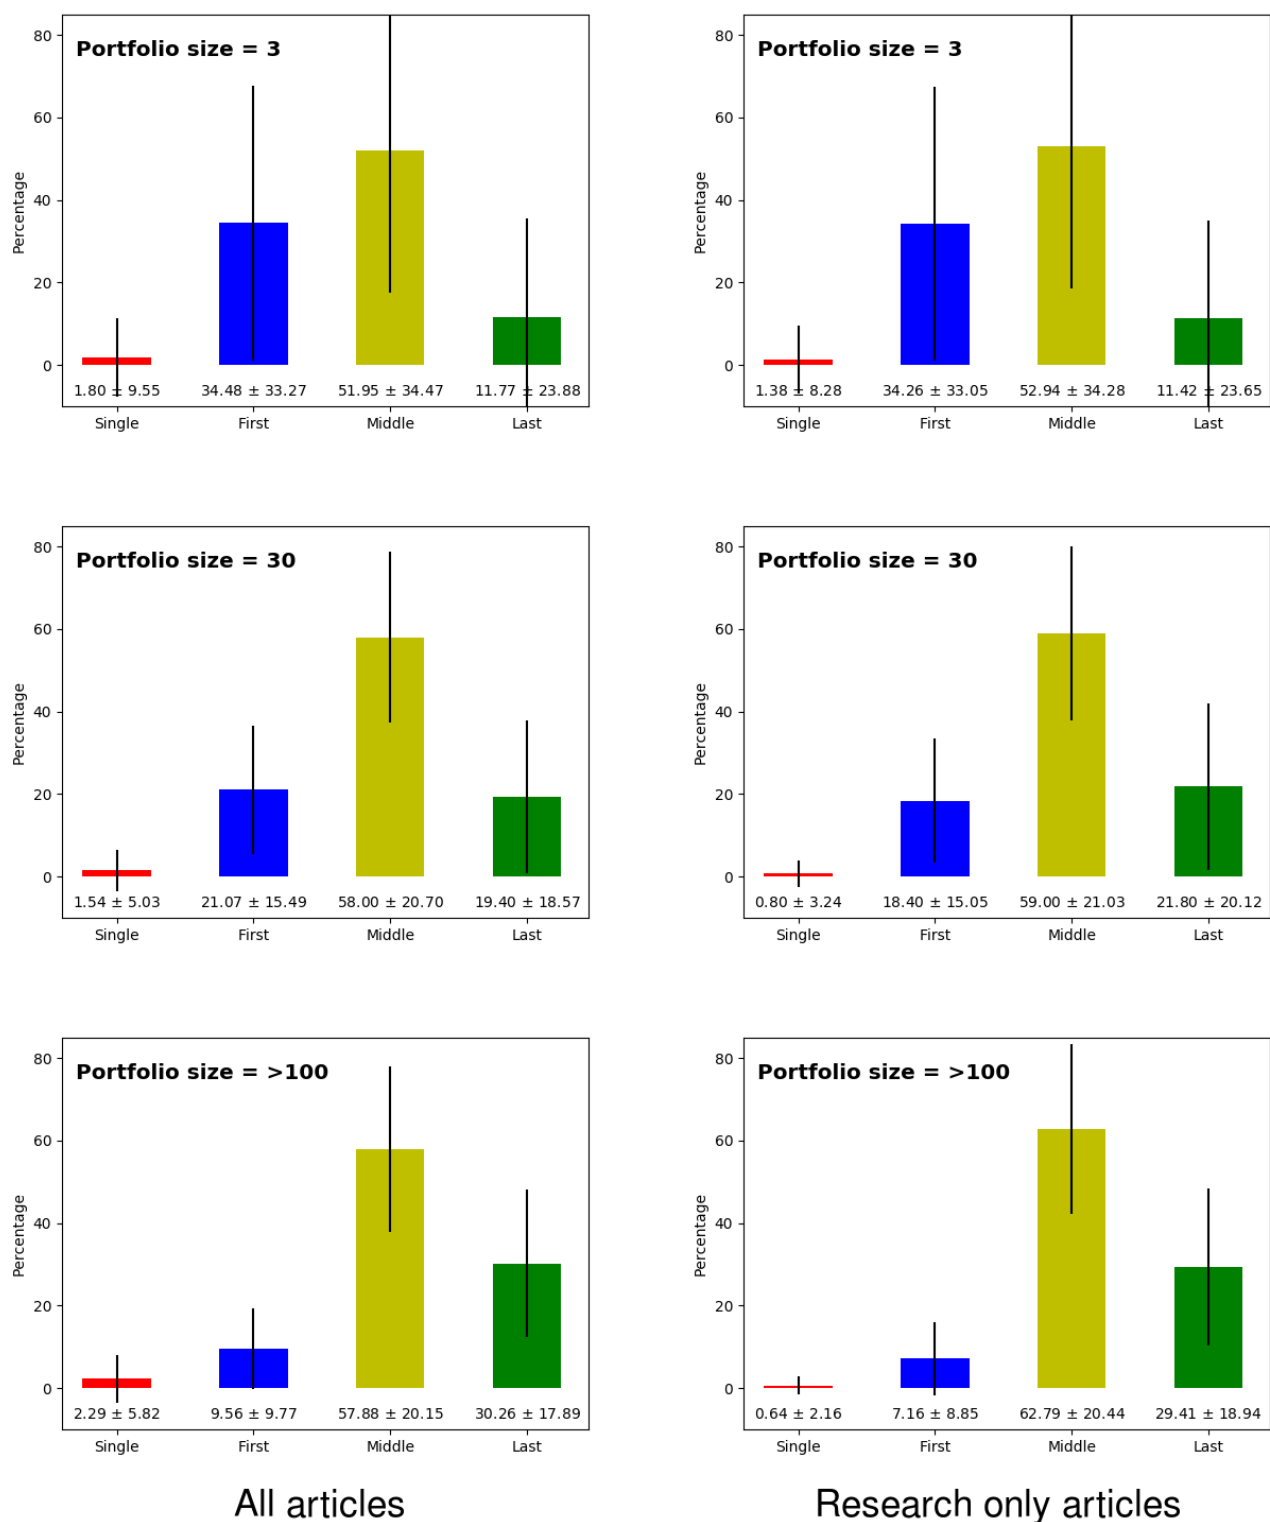 Portfolio size = 3
80
60
40
20
0
Percentage
1.80 ± 9.55 34.48 ± 33.27 51.95 ± 34.47 11.77 ± 23.88
Single First Middle Last
Portfolio size = 3
80
60
40
20
0
Percentage
1.38 ± 8.28 34.26 ± 33.05 52.94 ± 34.28 11.42 ± 23.65
Single First Middle Last
Portfolio size = 30
80
60
40
20
0
Percentage
1.54 ± 5.03 21.07 ± 15.49 58.00 ± 20.70 19.40 ± 18.57
Single First Middle Last
Portfolio size = 30
80
60
40
20
0
Percentage
0.80 ± 3.24 18.40 ± 15.05 59.00 ± 21.03 21.80 ± 20.12
Single First Middle Last
Portfolio size = >100
80
60
40
20
0
Percentage
2.29 ± 5.82 9.56 ± 9.77 57.88 ± 20.15 30.26 ± 17.89
Single First Middle Last
Portfolio size = >100
80
60
40
20
0
Percentage
0.64 ± 2.16 7.16 ± 8.85 62.79 ± 20.44 29.41 ± 18.94
Single First Middle Last
All articles
Research only articles